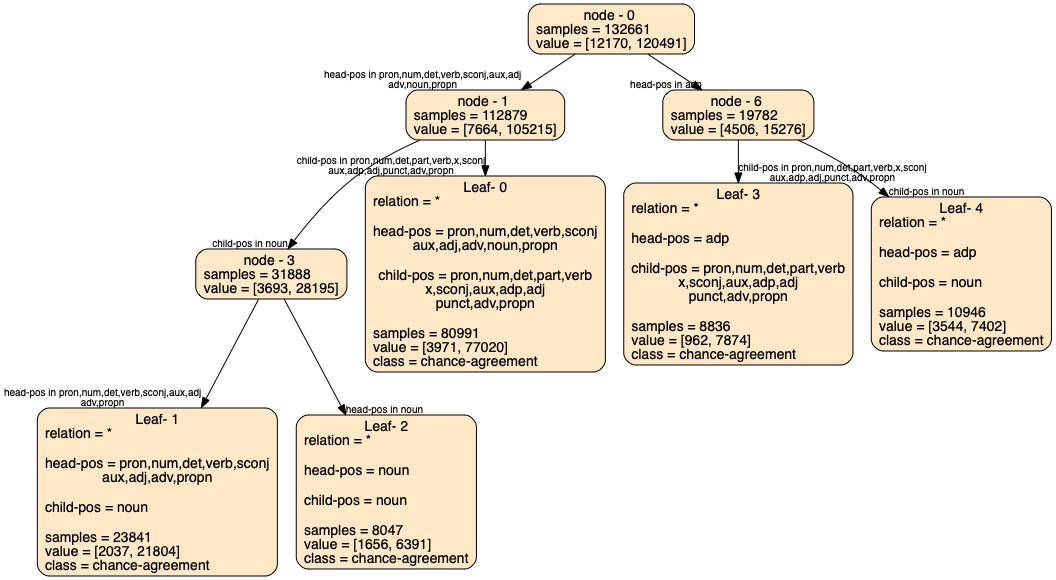 node - 0
samples = 132661
value = [12170, 120491]
head-pos in pron,num,det,verb,sconj,aux,adj
adv,noun,propn
head-pos in adp
node - 1
samples = 112879
value = [7664, 105215]
node - 6
samples = 19782
value = [4506, 15276]
child-pos in noun
child-pos in pron,num,det,part,verb,x,sconj
aux,adp,adj,punct,adv,propn
child-pos in pron,num,det,part,verb,x,sconj
aux,adp,adj,punct,adv,propn
child-pos in noun
node - 3
samples = 31888
value = [3693, 28195]
Leaf- 0
relation = *
head-pos = pron,num,det,verb,sconj
aux,adj,adv,noun,propn
child-pos = pron,num,det,part,verb
x,sconj,aux,adp,adj
punct,adv,propn
samples = 80991
value = [3971, 77020]
class = chance-agreement
Leaf- 3
relation = *
head-pos = adp
child-pos = pron,num,det,part,verb
x,sconj,aux,adp,adj
punct,adv,propn
samples = 8836
value = [962, 7874]
class = chance-agreement
Leaf- 4
relation = *
head-pos = adp
child-pos = noun
samples = 10946
value = [3544, 7402]
class = chance-agreement
head-pos in pron,num,det,verb,sconj,aux,adj
adv,propn
head-pos in noun
Leaf- 1
relation = *
head-pos = pron,num,det,verb,sconj
aux,adj,adv,propn
child-pos = noun
samples = 23841
value = [2037, 21804]
class = chance-agreement
Leaf- 2
relation = *
head-pos = noun
child-pos = noun
samples = 8047
value = [1656, 6391]
class = chance-agreement